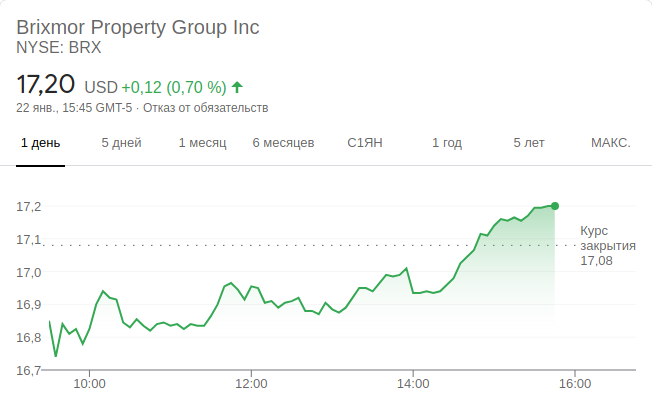 Brixmor Property Group Inc
NYSE: BRX
17,20 USD +0,12 (0,70 %)
22 янв., 15:45 GMT-5 · Отказ от обязательств
1 день 5 дней 1 месяц 6 месяцев С1ЯН 1 год 5 лет МАКС.
17,2
17,1
17,0
16,9
16,8
16,7
Курс
закрытия
17,08
10:00 12:00 14:00 16:00